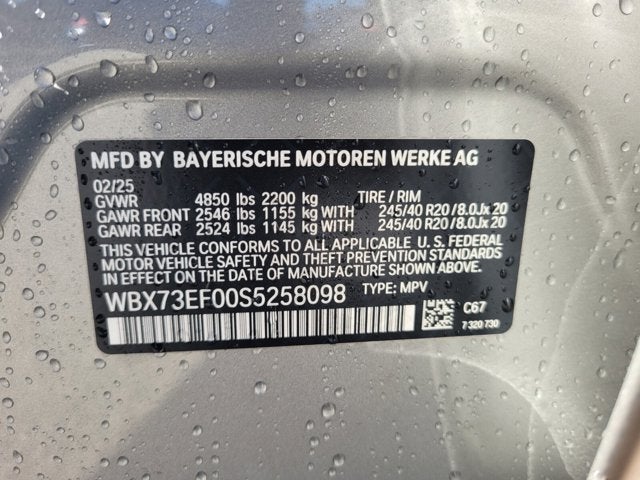 MFD BY BAYERISCHE MOTOREN WERKE AG
02/25
GVWR 4850 lbs 2200 kg TIRE / RIM
GAWR FRONT 2546 lbs 1155 kg WITH 245/40 R20/8.0Jx 20
GAWR REAR 2524 lbs 1145 kg WITH 245/40 R20/8.0Jx 20
THIS VEHICLE CONFORMS TO ALL APPLICABLE U. S. FEDERAL
MOTOR VEHICLE SAFETY AND THEFT PREVENTION STANDARDS
IN EFFECT ON THE DATE OF MANUFACTURE SHOWN ABOVE.
WBX73EF00S5258098 TYPE: MPV
C67
7 320 730